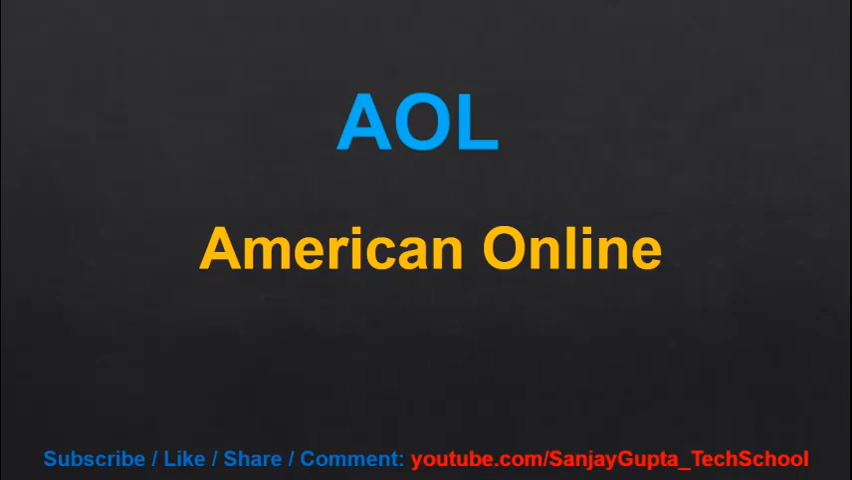 AOL
American Online
Subscribe / Like / Share / Comment: youtube.com/SanjayGupta_TechSchool